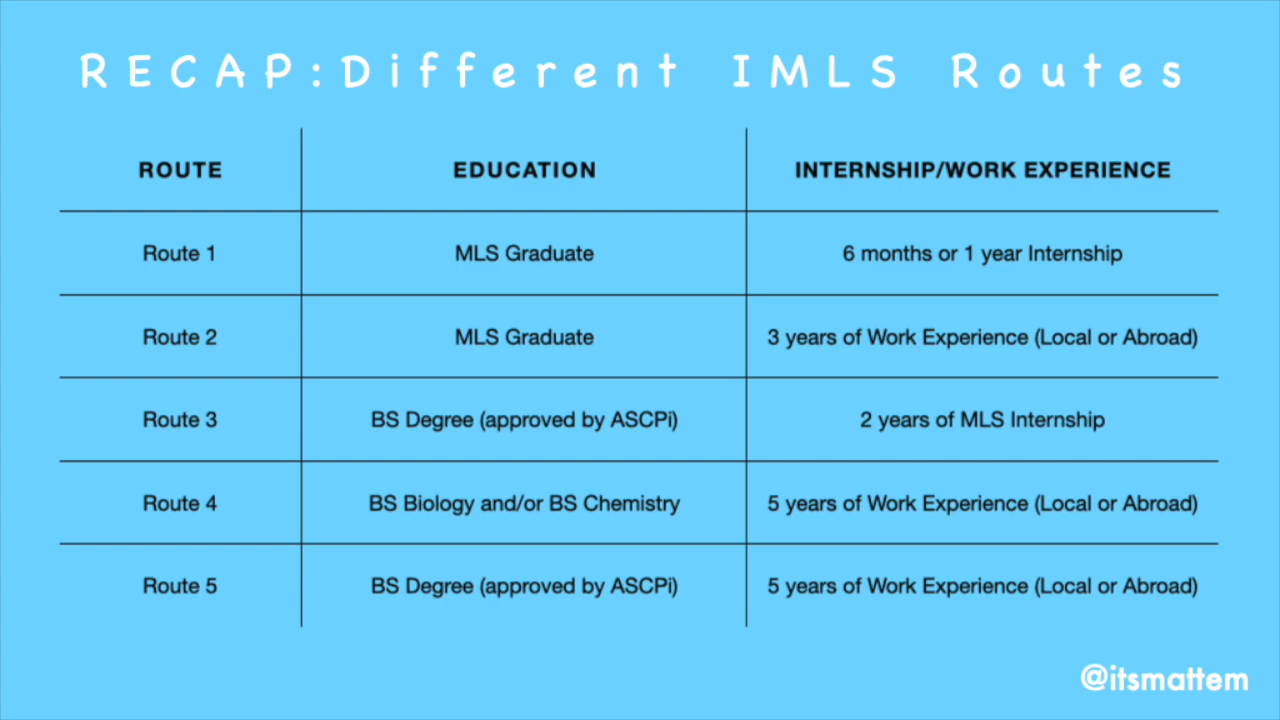 RECAP:Different IMLS Routes
ROUTE EDUCATION INTERNSHIP/WORK EXPERIENCE
Route 1 MLS Graduate 6 months or 1 year Internship
Route 2 MLS Graduate 3 years of Work Experience (Local or Abroad)
Route 3 BS Degree (approved by ASCPi) 2 years of MLS Internship
Route 4 BS Biology and/or BS Chemistry 5 years of Work Experience (Local or Abroad)
Route 5 BS Degree (approved by ASCPi) 5 years of Work Experience (Local or Abroad)
@itsmattem